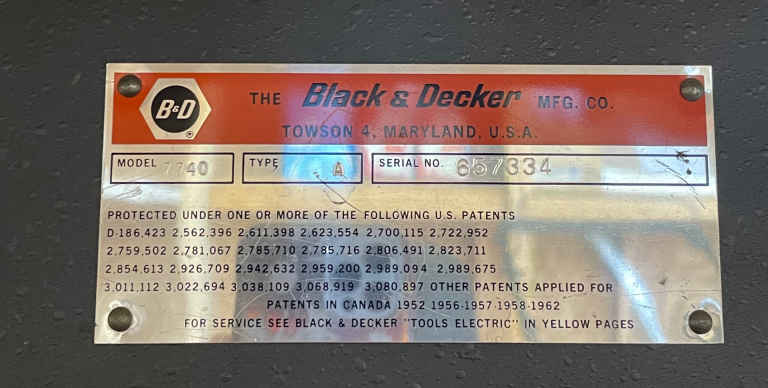 B&D
THE Black & Decker MFG. CO.
TOWSON 4, MARYLAND, U.S.A.
MODEL 7740 TYPE A SERIAL NO. 657334
PROTECTED UNDER ONE OR MORE OF THE FOLLOWING U.S. PATENTS
D-186,423 2,562,396 2,611,398 2,623,554 2,700,115 2,722,952
2,759,502 2,781,067 2,785,710 2,785,716 2,806,491 2,823,711
2,854,613 2,926,709 2,942,632 2,959,200 2,989,094 2,989,675
3,011,112 3,022,694 3,038,109 3,068,919 3,080,897 OTHER PATENTS APPLIED FOR
PATENTS IN CANADA 1952 1956-1957-1958-1962
FOR SERVICE SEE BLACK & DECKER "TOOLS ELECTRIC" IN YELLOW PAGES